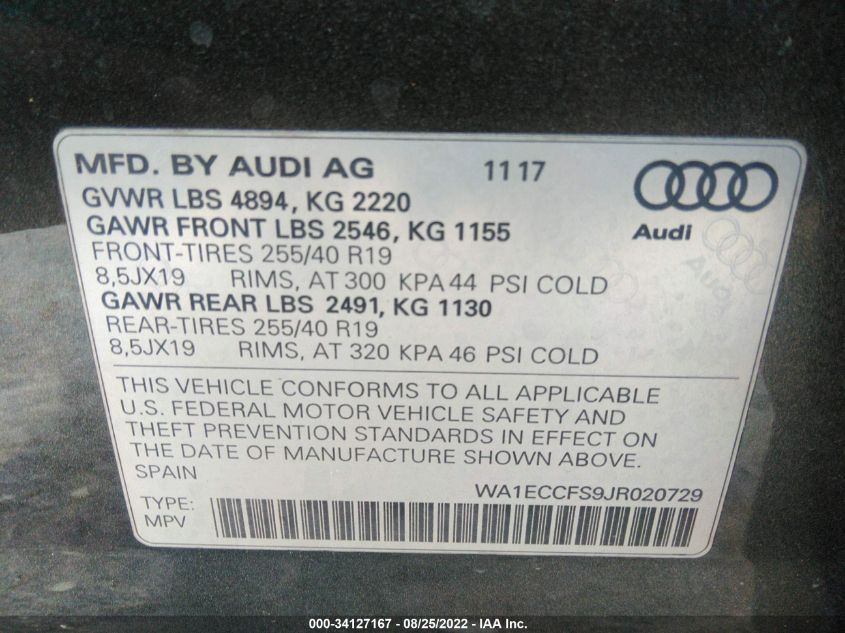 MFD. BY AUDI AG 11 17
GVWR LBS 4894, KG 2220
GAWR FRONT LBS 2546, KG 1155
Audi
FRONT-TIRES 255/40 R19
8,5JX19 RIMS, AT 300 KPA 44 PSI COLD
Audi
GAWR REAR LBS 2491, KG 1130
REAR-TIRES 255/40 R19
8,5JX19 RIMS, AT 320 KPA 46 PSI COLD
THIS VEHICLE CONFORMS TO ALL APPLICABLE
U.S. FEDERAL MOTOR VEHICLE SAFETY AND
THEFT PREVENTION STANDARDS IN EFFECT ON
THE DATE OF MANUFACTURE SHOWN ABOVE.
SPAIN
WA1ECCFS9JR020729
TYPE:
MPV
000-34127167 - 08/25/2022 - IAA Inc.